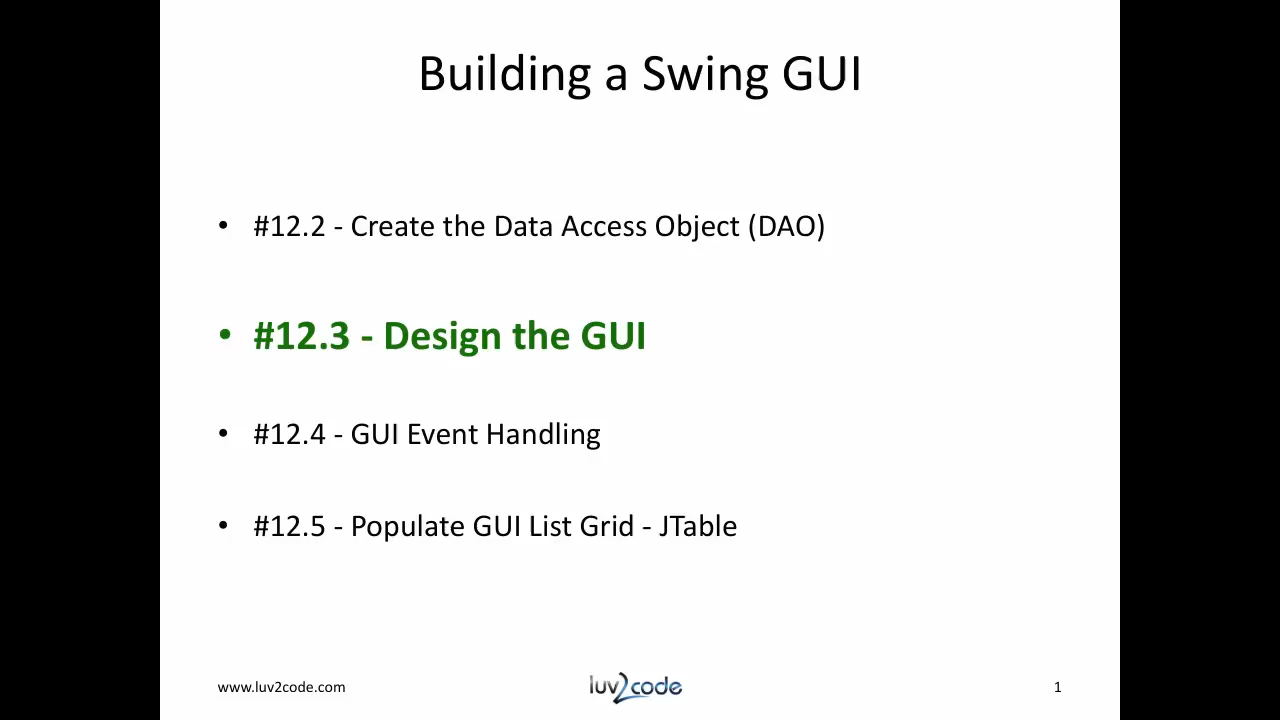 Building a Swing GUI
• #12.2 - Create the Data Access Object (DAO)
• #12.3 - Design the GUI
• #12.4 - GUI Event Handling
• #12.5 - Populate GUI List Grid - JTable
www.luv2code.com luv2code 1